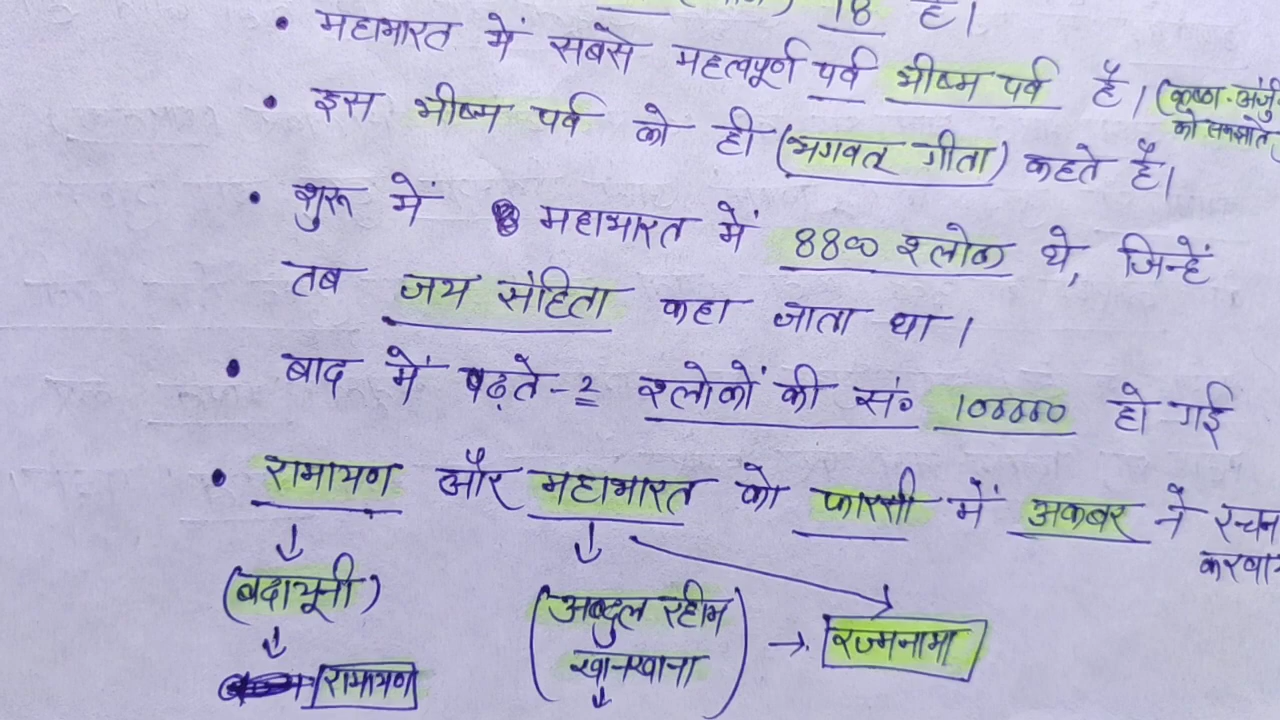 18 है।
• महाभारत में सबसे महत्वपूर्ण पर्व भीष्म पर्व है। (कृष्ण-अर्जु
को समझाते
• इस भीष्म पर्व को ही (भगवत गीता) कहते है।
• शुरू में महाभारत में 8800 श्लोक थे, जिन्हें
तब जय संहिता कहा जाता था।
• बाद में बढ़ते-2 श्लोकों की सं० 100000 हो गई
• रामायण और महाभारत को फारसी में अकबर ने रचन
करवा
↓ ↓
(बदायूनी) (अब्दुल रहीम
खानखाना) → रज्मनामा
↓ ↓
रामायण